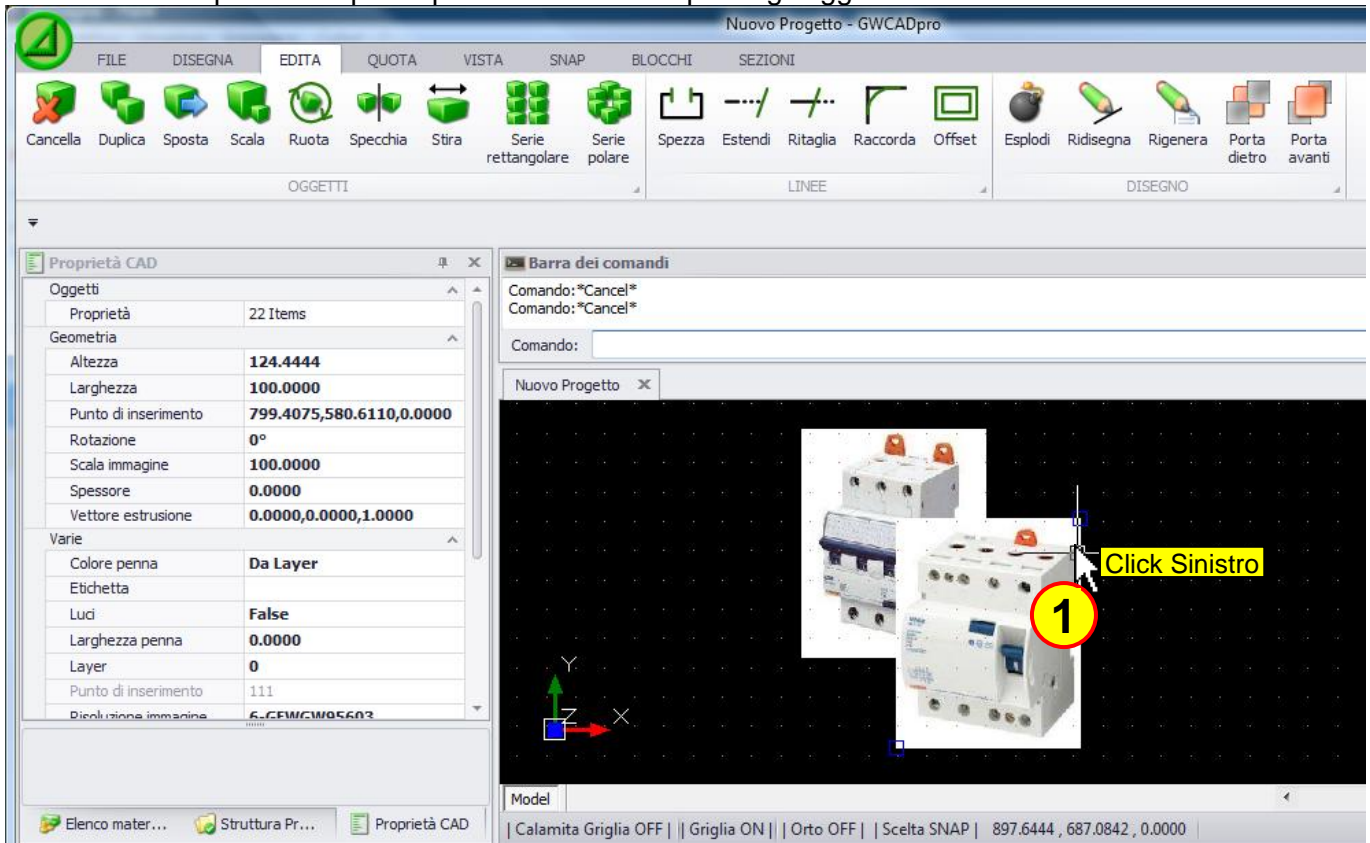 Nuovo Progetto - GWCADpro
FILE DISEGNA EDITA QUOTA VISTA SNAP BLOCCHI SEZIONI
Cancella Duplica Sposta Scala Ruota Specchia Stira Serie rettangolare Serie polare Spezza Estendi Ritaglia Raccorda Offset Esplodi Ridisegna Rigenera Porta dietro Porta avanti
OGGETTI LINEE DISEGNO
Proprietà CAD
Oggetti
Proprietà 22 Items
Geometria
Altezza 124.4444
Larghezza 100.0000
Punto di inserimento 799.4075,580.6110,0.0000
Rotazione 0°
Scala immagine 100.0000
Spessore 0.0000
Vettore estrusione 0.0000,0.0000,1.0000
Varie
Colore penna Da Layer
Etichetta
Luci False
Larghezza penna 0.0000
Layer 0
Punto di inserimento 111
Risoluzione immagine 6-GEWGW95603
Elenco mater... Struttura Pr... Proprietà CAD
Barra dei comandi
Comando:*Cancel*
Comando:*Cancel*
Comando:
Nuovo Progetto
Click Sinistro
1
Y
Z X
Model
| Calamita Griglia OFF | | Griglia ON | | Orto OFF | | Scelta SNAP | 897.6444 , 687.0842 , 0.0000